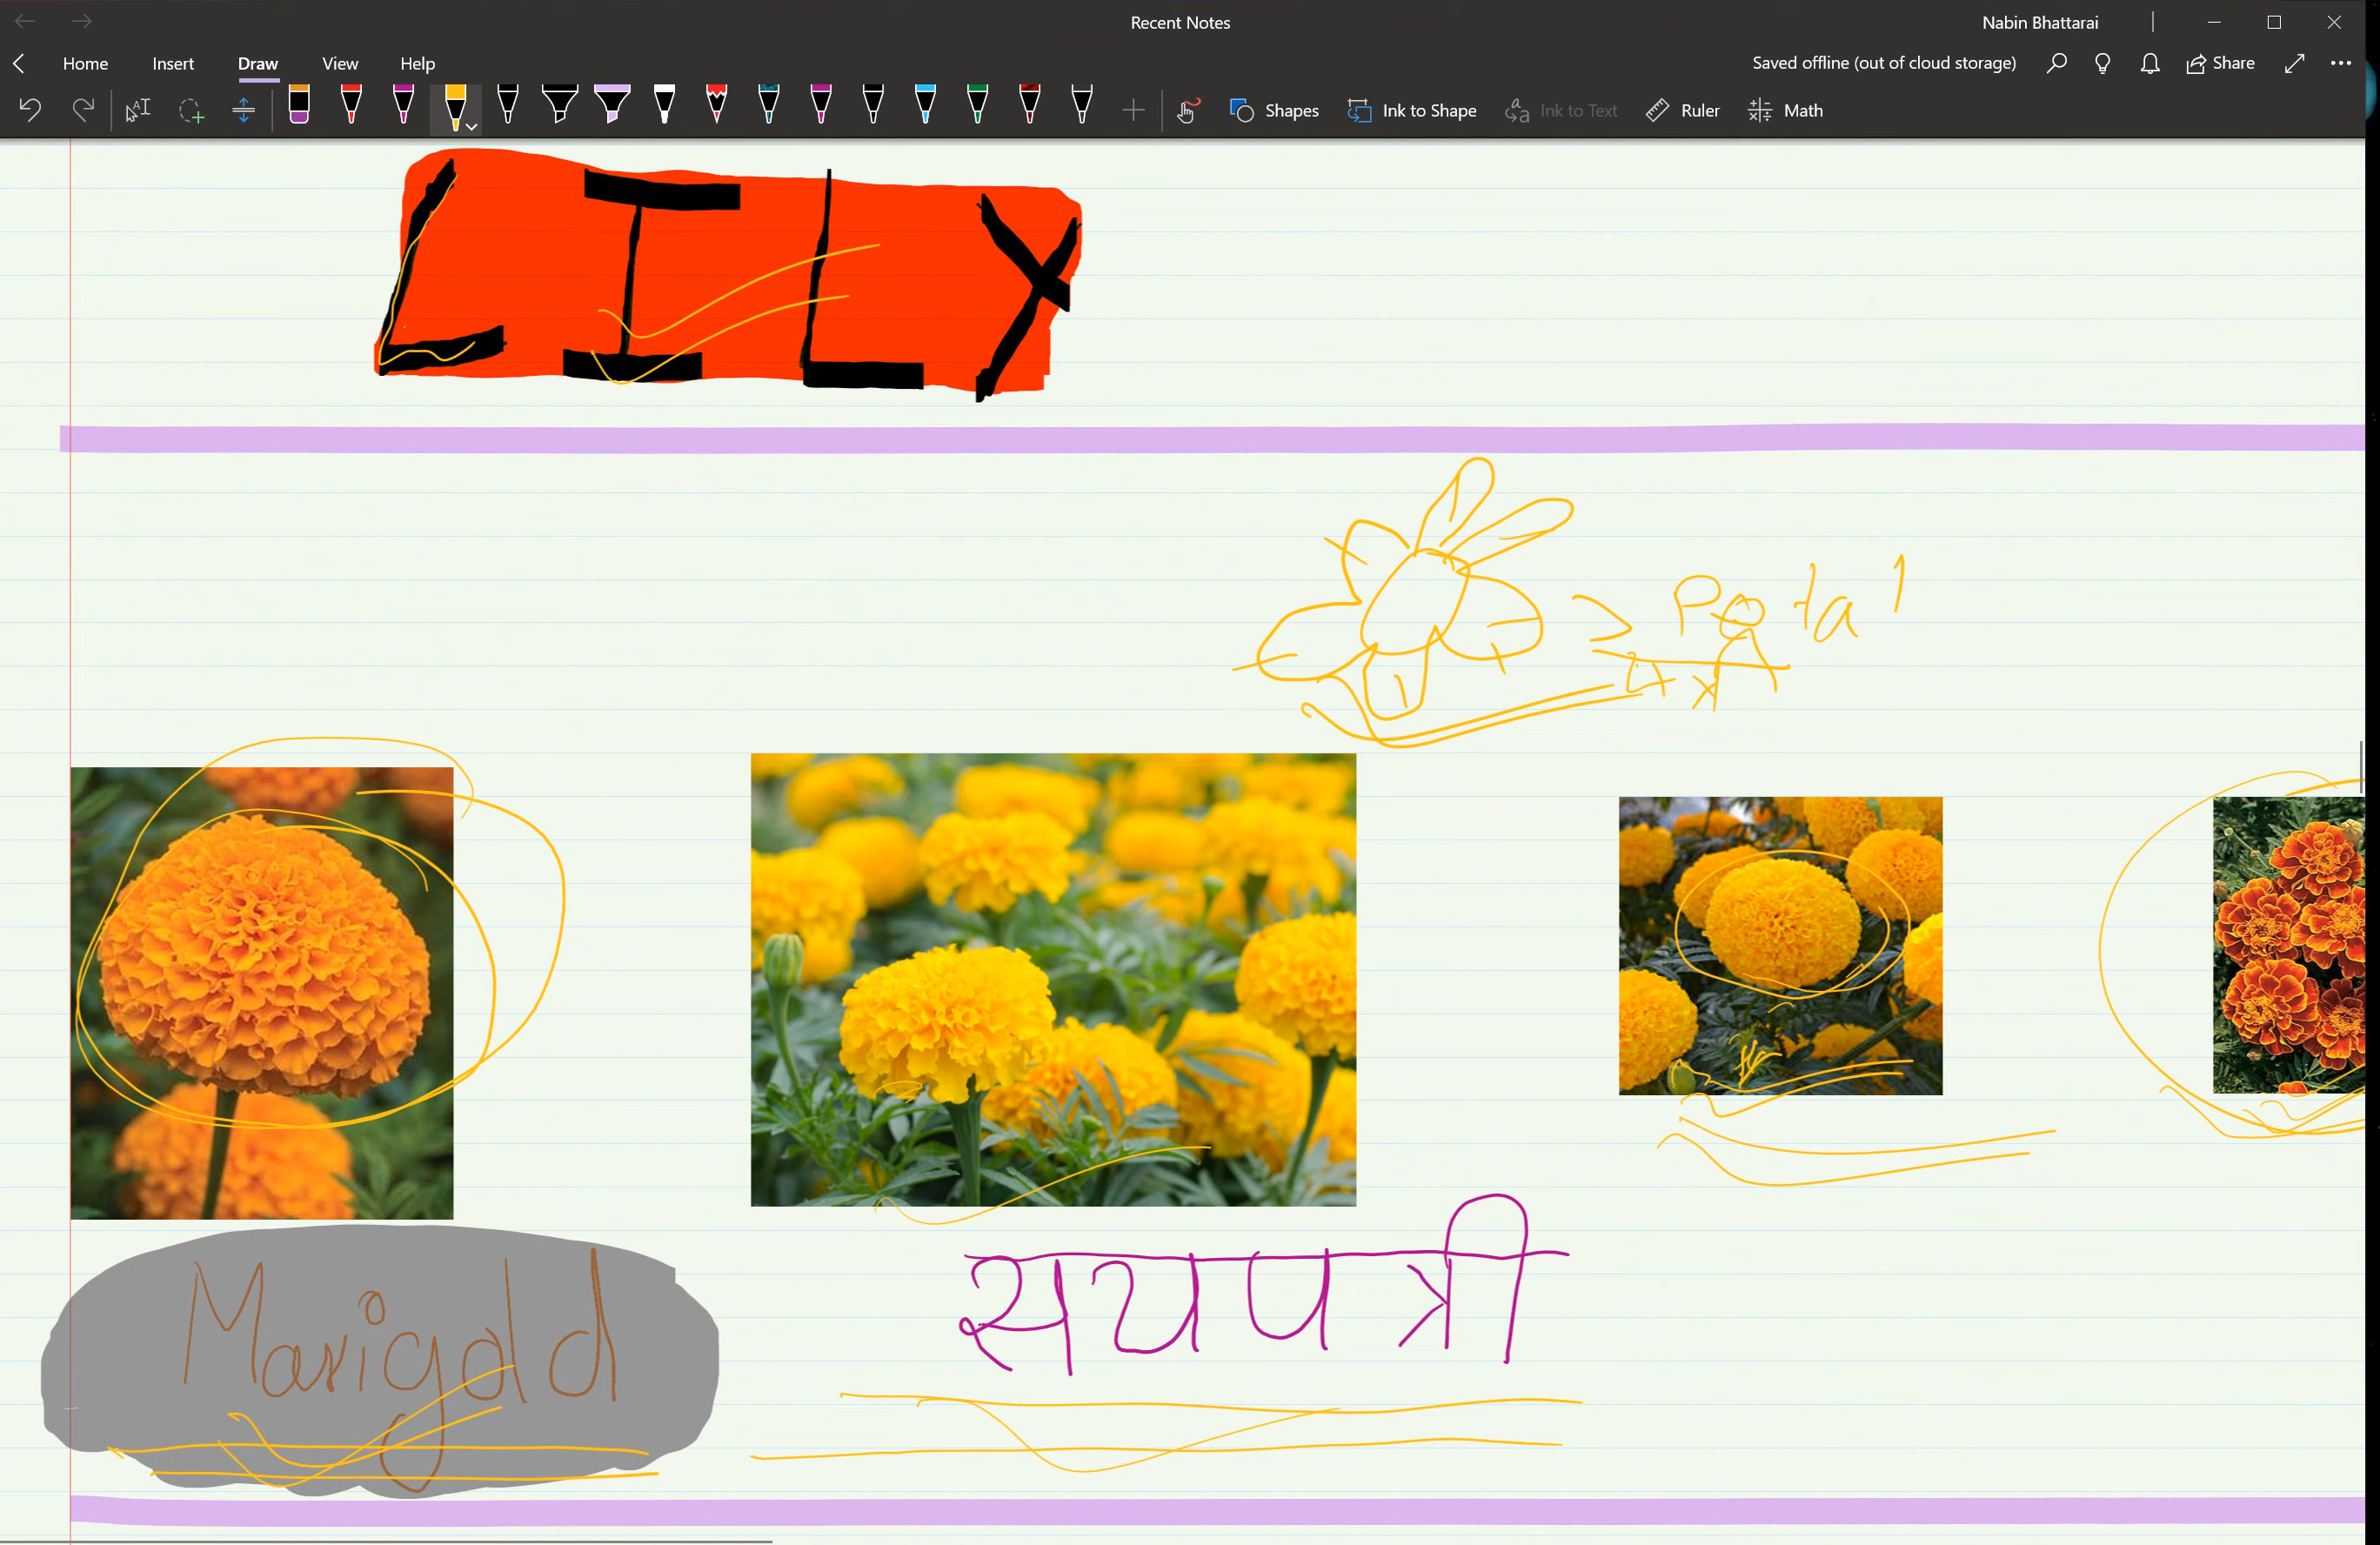 Recent Notes
Nabin Bhattarai
Home Insert Draw View Help
Saved offline (out of cloud storage)
Share
Shapes
Ink to Shape
Ink to Text
Ruler
Math
LILY
Petal
Marigold
सयपत्री